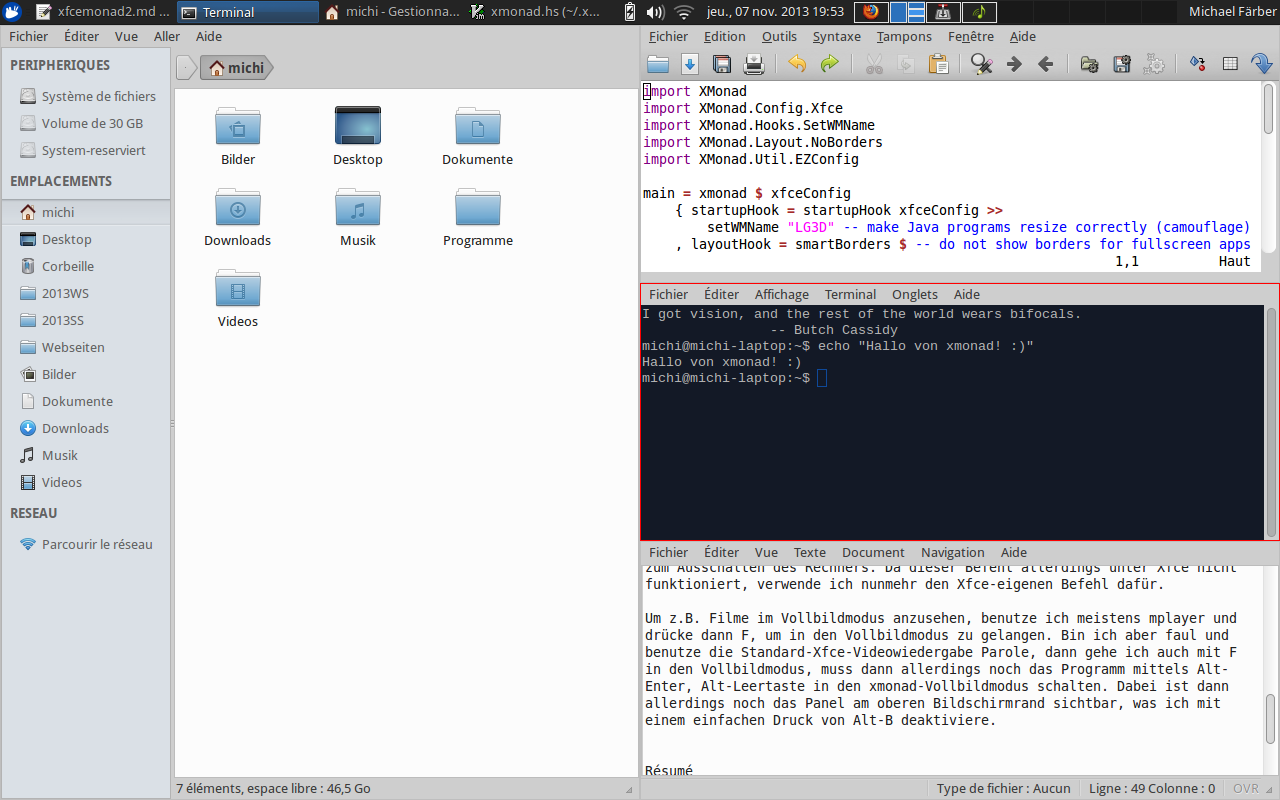 xfcemonad2.md ... Terminal michi - Gestionna... xmonad.hs (~/.x... jeu., 07 nov. 2013 19:53 Michael Färber
Fichier Éditer Vue Aller Aide
PERIPHERIQUES
Système de fichiers
Volume de 30 GB
System-reserviert
EMPLACEMENTS
michi
Desktop
Corbeille
2013WS
2013SS
Webseiten
Bilder
Dokumente
Downloads
Musik
Videos
RESEAU
Parcourir le réseau
michi
Bilder Desktop Dokumente
Downloads Musik Programme
Videos
7 éléments, espace libre : 46,5 Go
Fichier Edition Outils Syntaxe Tampons Fenêtre Aide
import XMonad
import XMonad.Config.Xfce
import XMonad.Hooks.SetWMName
import XMonad.Layout.NoBorders
import XMonad.Util.EZConfig
main = xmonad $ xfceConfig
{ startupHook = startupHook xfceConfig >>
setWMName "LG3D" -- make Java programs resize correctly (camouflage)
, layoutHook = smartBorders $ -- do not show borders for fullscreen apps
1,1 Haut
Fichier Éditer Affichage Terminal Onglets Aide
I got vision, and the rest of the world wears bifocals.
-- Butch Cassidy
michi@michi-laptop:~$ echo "Hallo von xmonad! :)"
Hallo von xmonad! :)
michi@michi-laptop:~$
Fichier Éditer Vue Texte Document Navigation Aide
zum Ausschalten des Rechners. Da dieser Befehl allerdings unter Xfce nicht
funktioniert, verwende ich nunmehr den Xfce-eigenen Befehl dafür.
Um z.B. Filme im Vollbildmodus anzusehen, benutze ich meistens mplayer und
drücke dann F, um in den Vollbildmodus zu gelangen. Bin ich aber faul und
benutze die Standard-Xfce-Videowiedergabe Parole, dann gehe ich auch mit F
in den Vollbildmodus, muss dann allerdings noch das Programm mittels Alt-
Enter, Alt-Leertaste in den xmonad-Vollbildmodus schalten. Dabei ist dann
allerdings noch das Panel am oberen Bildschirmrand sichtbar, was ich mit
einem einfachen Druck von Alt-B deaktiviere.
Résumé
Type de fichier : Aucun Ligne : 49 Colonne : 0 OVR